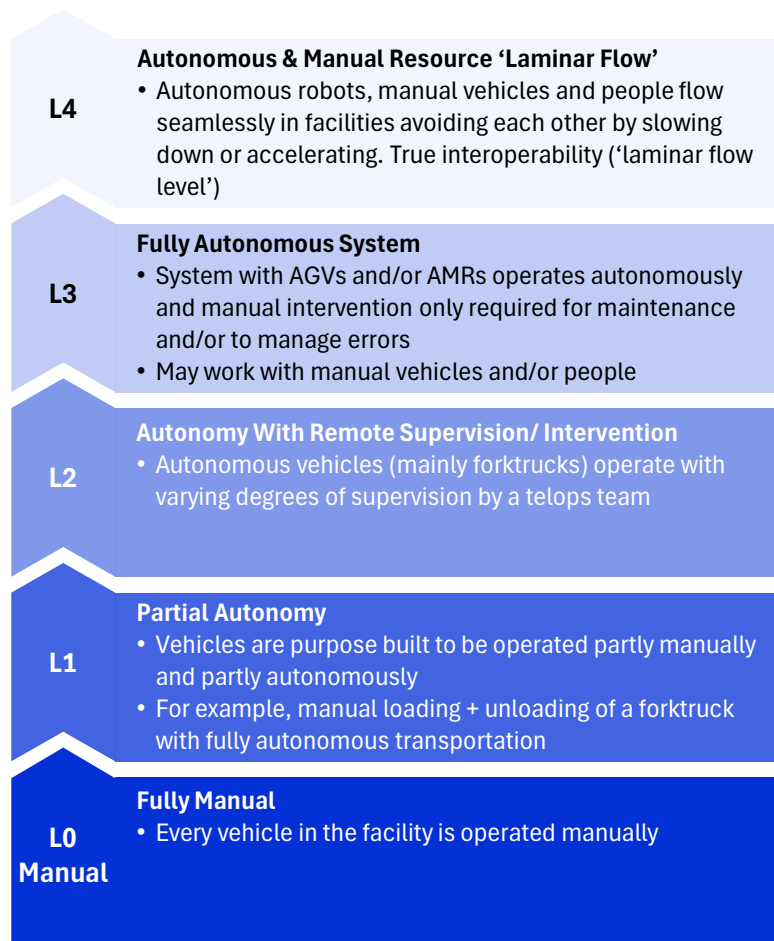 Autonomous & Manual Resource ‘Laminar Flow’
L4
• Autonomous robots, manual vehicles and people flow
seamlessly in facilities avoiding each other by slowing
down or accelerating. True interoperability (‘laminar flow
level’)
Fully Autonomous System
L3
• System with AGVs and/or AMRs operates autonomously
and manual intervention only required for maintenance
and/or to manage errors
• May work with manual vehicles and/or people
Autonomy With Remote Supervision/ Intervention
L2
• Autonomous vehicles (mainly forktrucks) operate with
varying degrees of supervision by a telops team
Partial Autonomy
L1
• Vehicles are purpose built to be operated partly manually
and partly autonomously
• For example, manual loading + unloading of a forktruck
with fully autonomous transportation
Fully Manual
L0
Manual
• Every vehicle in the facility is operated manually